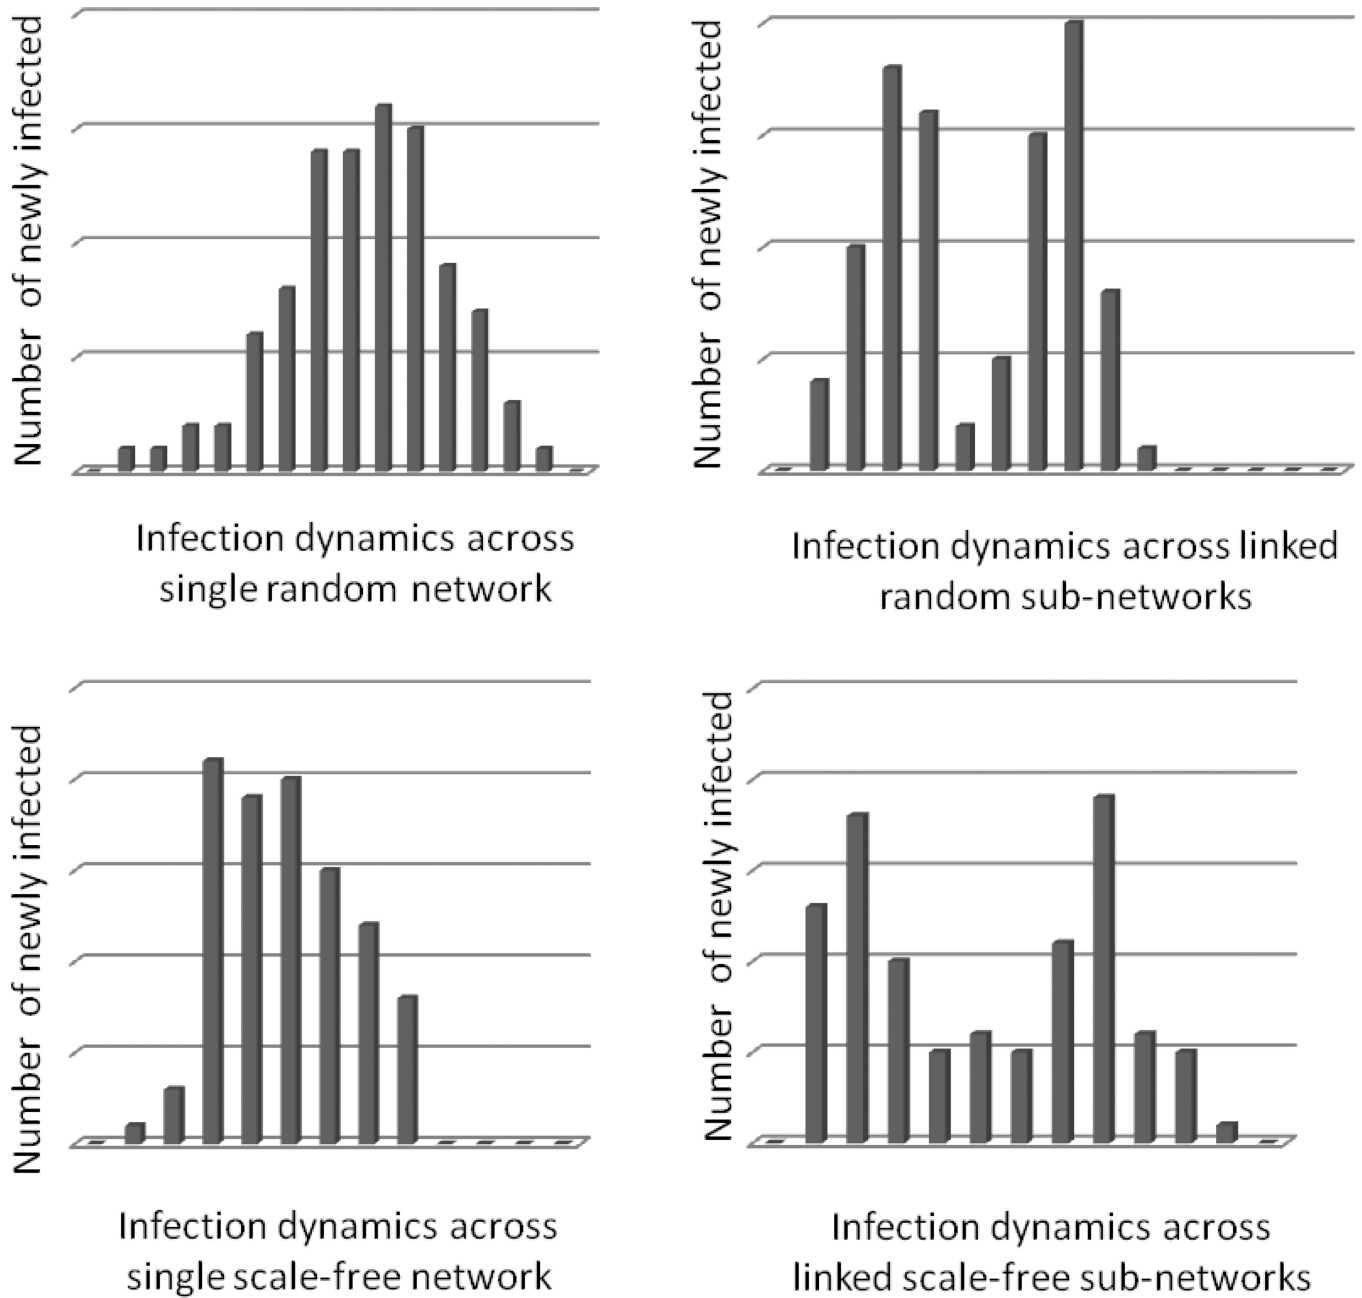 Number of newly infected
Infection dynamics across
single random network
Number of newly infected
Infection dynamics across linked
random sub-networks
Number of newly infected
Infection dynamics across
single scale-free network
Number of newly infected
Infection dynamics across
linked scale-free sub-networks